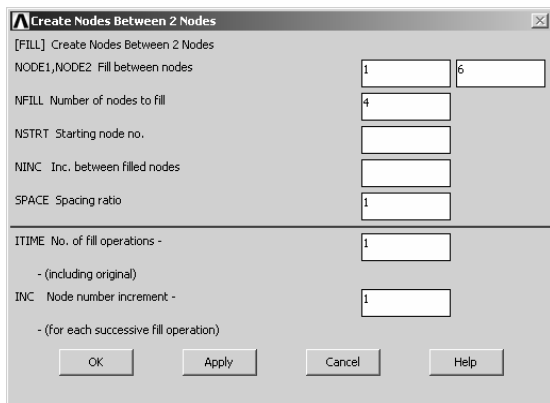 Create Nodes Between 2 Nodes
[FILL] Create Nodes Between 2 Nodes
NODE1,NODE2 Fill between nodes 1 6
NFILL Number of nodes to fill 4
NSTRT Starting node no.
NINC Inc. between filled nodes
SPACE Spacing ratio 1
ITIME No. of fill operations - 1
- (including original)
INC Node number increment - 1
- (for each successive fill operation)
OK Apply Cancel Help